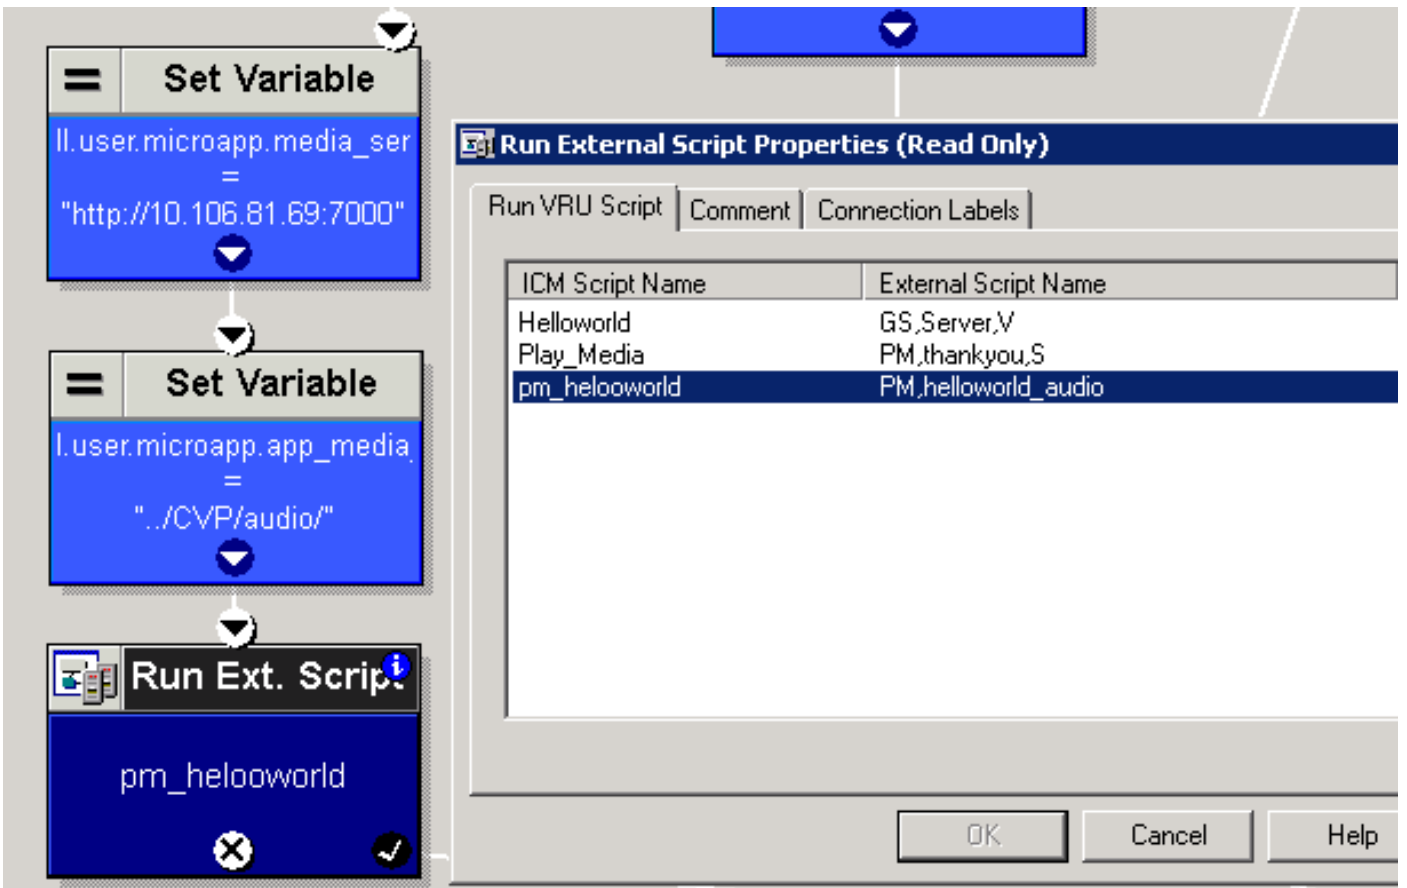 Set Variable
ll.user.microapp.media_ser
=
"http://10.106.81.69:7000"
Set Variable
l.user.microapp.app_media_
=
"../CVP/audio/"
Run Ext. Script
pm_helooworld
Run External Script Properties (Read Only)
Run VRU Script Comment Connection Labels
ICM Script Name External Script Name
Helloworld GS,Server,V
Play_Media PM,thankyou,S
pm_helooworld PM,helloworld_audio
OK Cancel Help